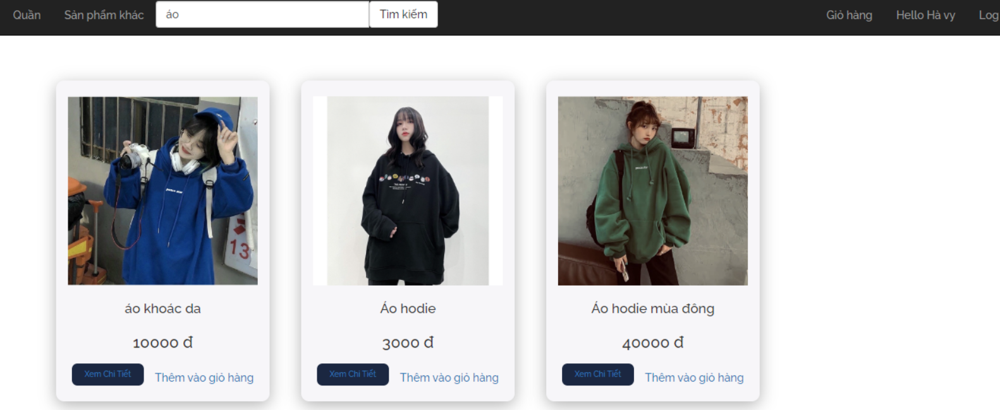 Quần Sản phẩm khác áo Tìm kiếm Giỏ hàng Hello Hà vy Log
13
áo khoác da
10000 đ
Xem Chi Tiết Thêm vào giỏ hàng
Áo hodie
3000 đ
Xem Chi Tiết Thêm vào giỏ hàng
Áo hodie mùa đông
40000 đ
Xem Chi Tiết Thêm vào giỏ hàng